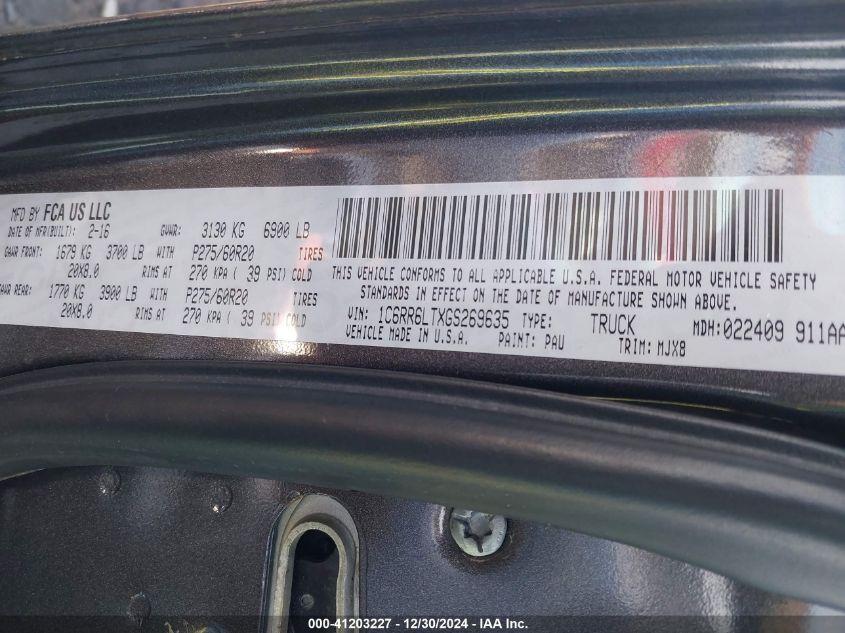 MFD BY FCA US LLC
DATE OF MFR(BUILT): 2-16 GVWR: 3130 KG 6900 LB
GAWR FRONT: 1679 KG 3700 LB WITH P275/60R20 TIRES
20X8.0 RIMS AT 270 KPA ( 39 PSI) COLD
GAWR REAR: 1770 KG 3900 LB WITH P275/60R20 TIRES
20X8.0 RIMS AT 270 KPA ( 39 PSI) COLD
THIS VEHICLE CONFORMS TO ALL APPLICABLE U.S.A. FEDERAL MOTOR VEHICLE SAFETY
STANDARDS IN EFFECT ON THE DATE OF MANUFACTURE SHOWN ABOVE.
VIN: 1C6RR6LTXGS269635 TYPE: TRUCK MDH:022409 911AA
VEHICLE MADE IN U.S.A. PAINT: PAU TRIM: MJX8
000-41203227 - 12/30/2024 - IAA Inc.